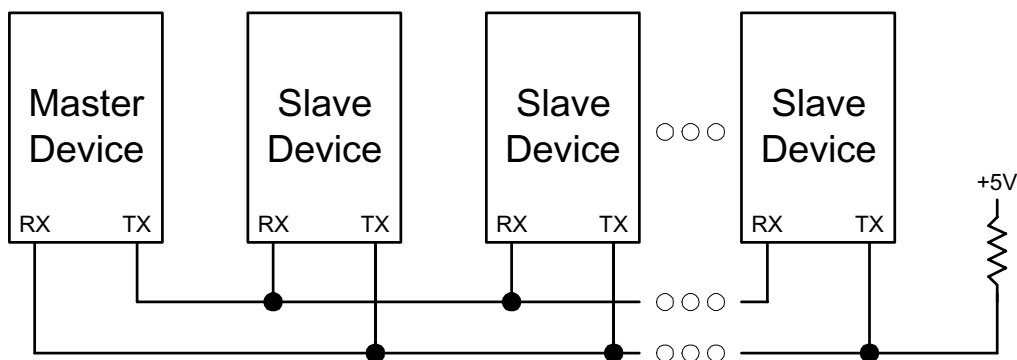 Master
Device
Slave
Device
Slave
Device
Slave
Device
+5V
RX TX RX TX RX TX RX TX